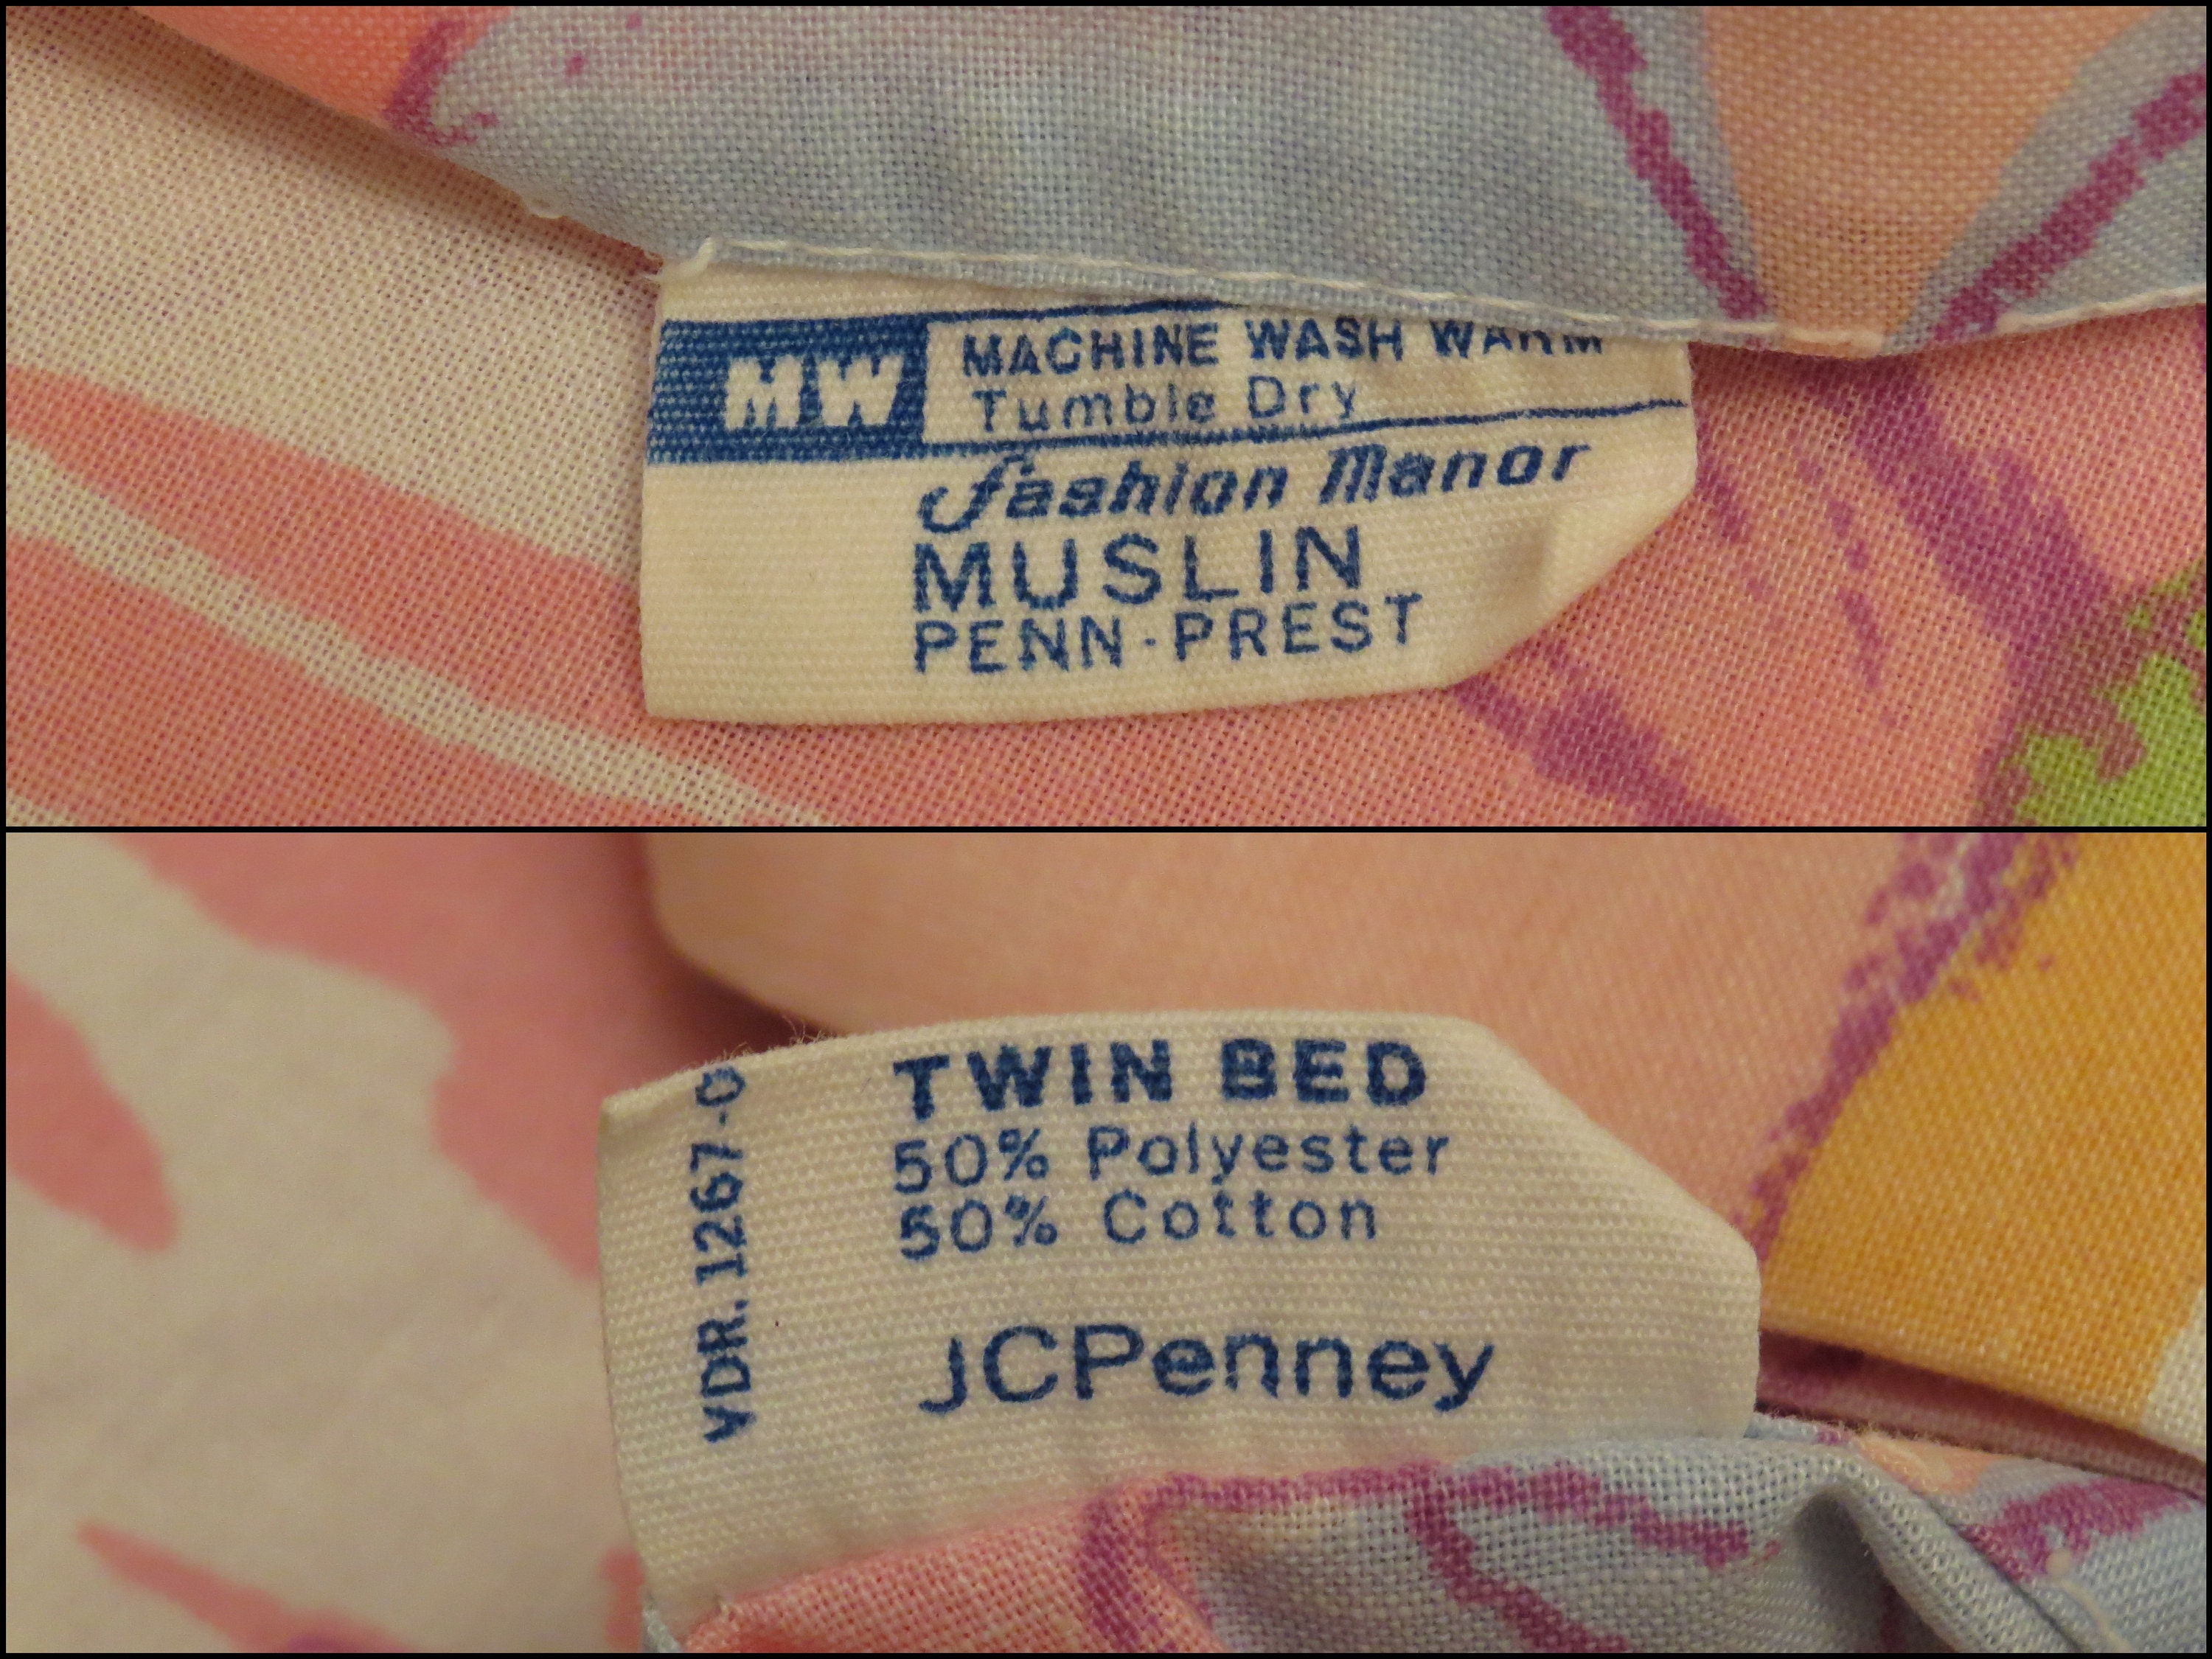 MW MACHINE WASH WARM
Tumble Dry
Fashion Manor
MUSLIN
PENN-PREST
TWIN BED
50% Polyester
50% Cotton
JCPenney
VDR. 1267-0